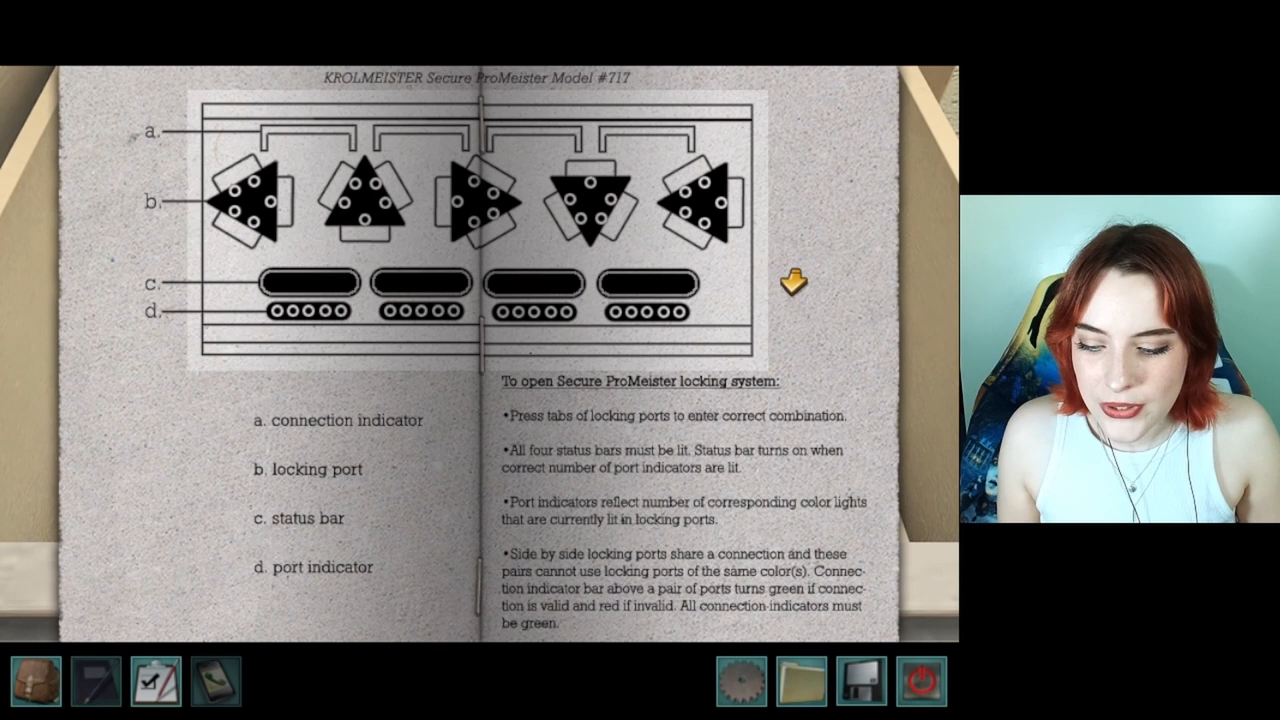 KROLMEISTER Secure ProMeister Model #717
a.
b.
c.
d.
a. connection indicator
b. locking port
c. status bar
d. port indicator
To open Secure ProMeister locking system:
•Press tabs of locking ports to enter correct combination.
•All four status bars must be lit. Status bar turns on when
correct number of port indicators are lit.
•Port indicators reflect number of corresponding color lights
that are currently lit in locking ports.
•Side by side locking ports share a connection and these
pairs cannot use locking ports of the same color(s). Connec-
tion indicator bar above a pair of ports turns green if connec-
tion is valid and red if invalid. All connection indicators must
be green.